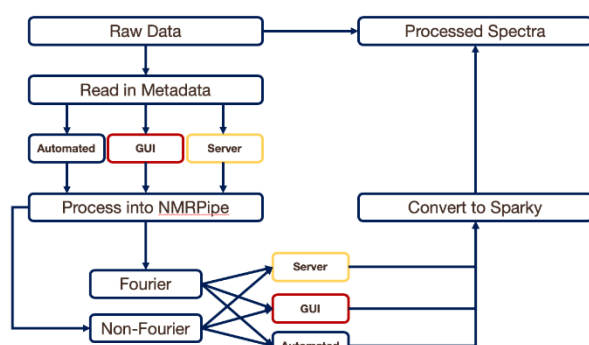 Raw Data
Processed Spectra
Read in Metadata
Automated
GUI
Server
Process into NMRPipe
Convert to Sparky
Server
Fourier
GUI
Non-Fourier
Automated